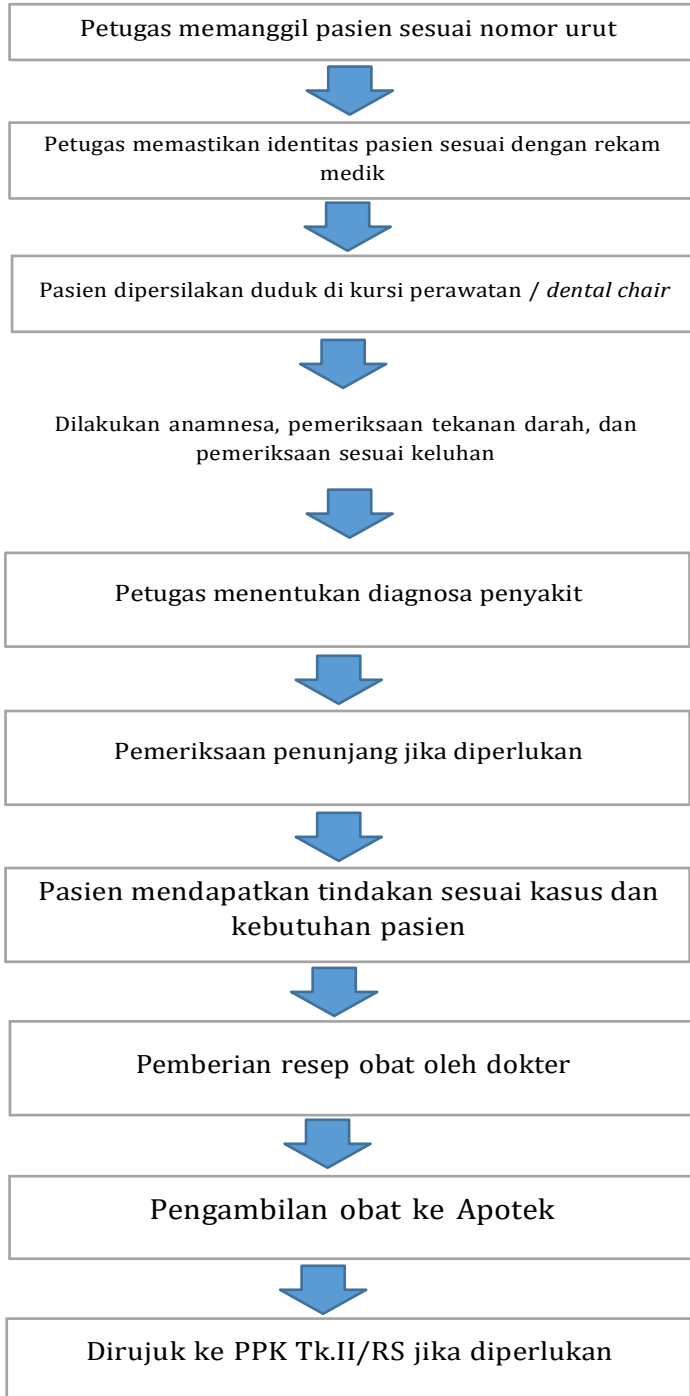 Petugas memanggil pasien sesuai nomor urut
Petugas memastikan identitas pasien sesuai dengan rekam
medik
Pasien dipersilakan duduk di kursi perawatan / dental chair
Dilakukan anamnesa, pemeriksaan tekanan darah, dan
pemeriksaan sesuai keluhan
Petugas menentukan diagnosa penyakit
Pemeriksaan penunjang jika diperlukan
Pasien mendapatkan tindakan sesuai kasus dan
kebutuhan pasien
Pemberian resep obat oleh dokter
Pengambilan obat ke Apotek
Dirujuk ke PPK Tk.II/RS jika diperlukan